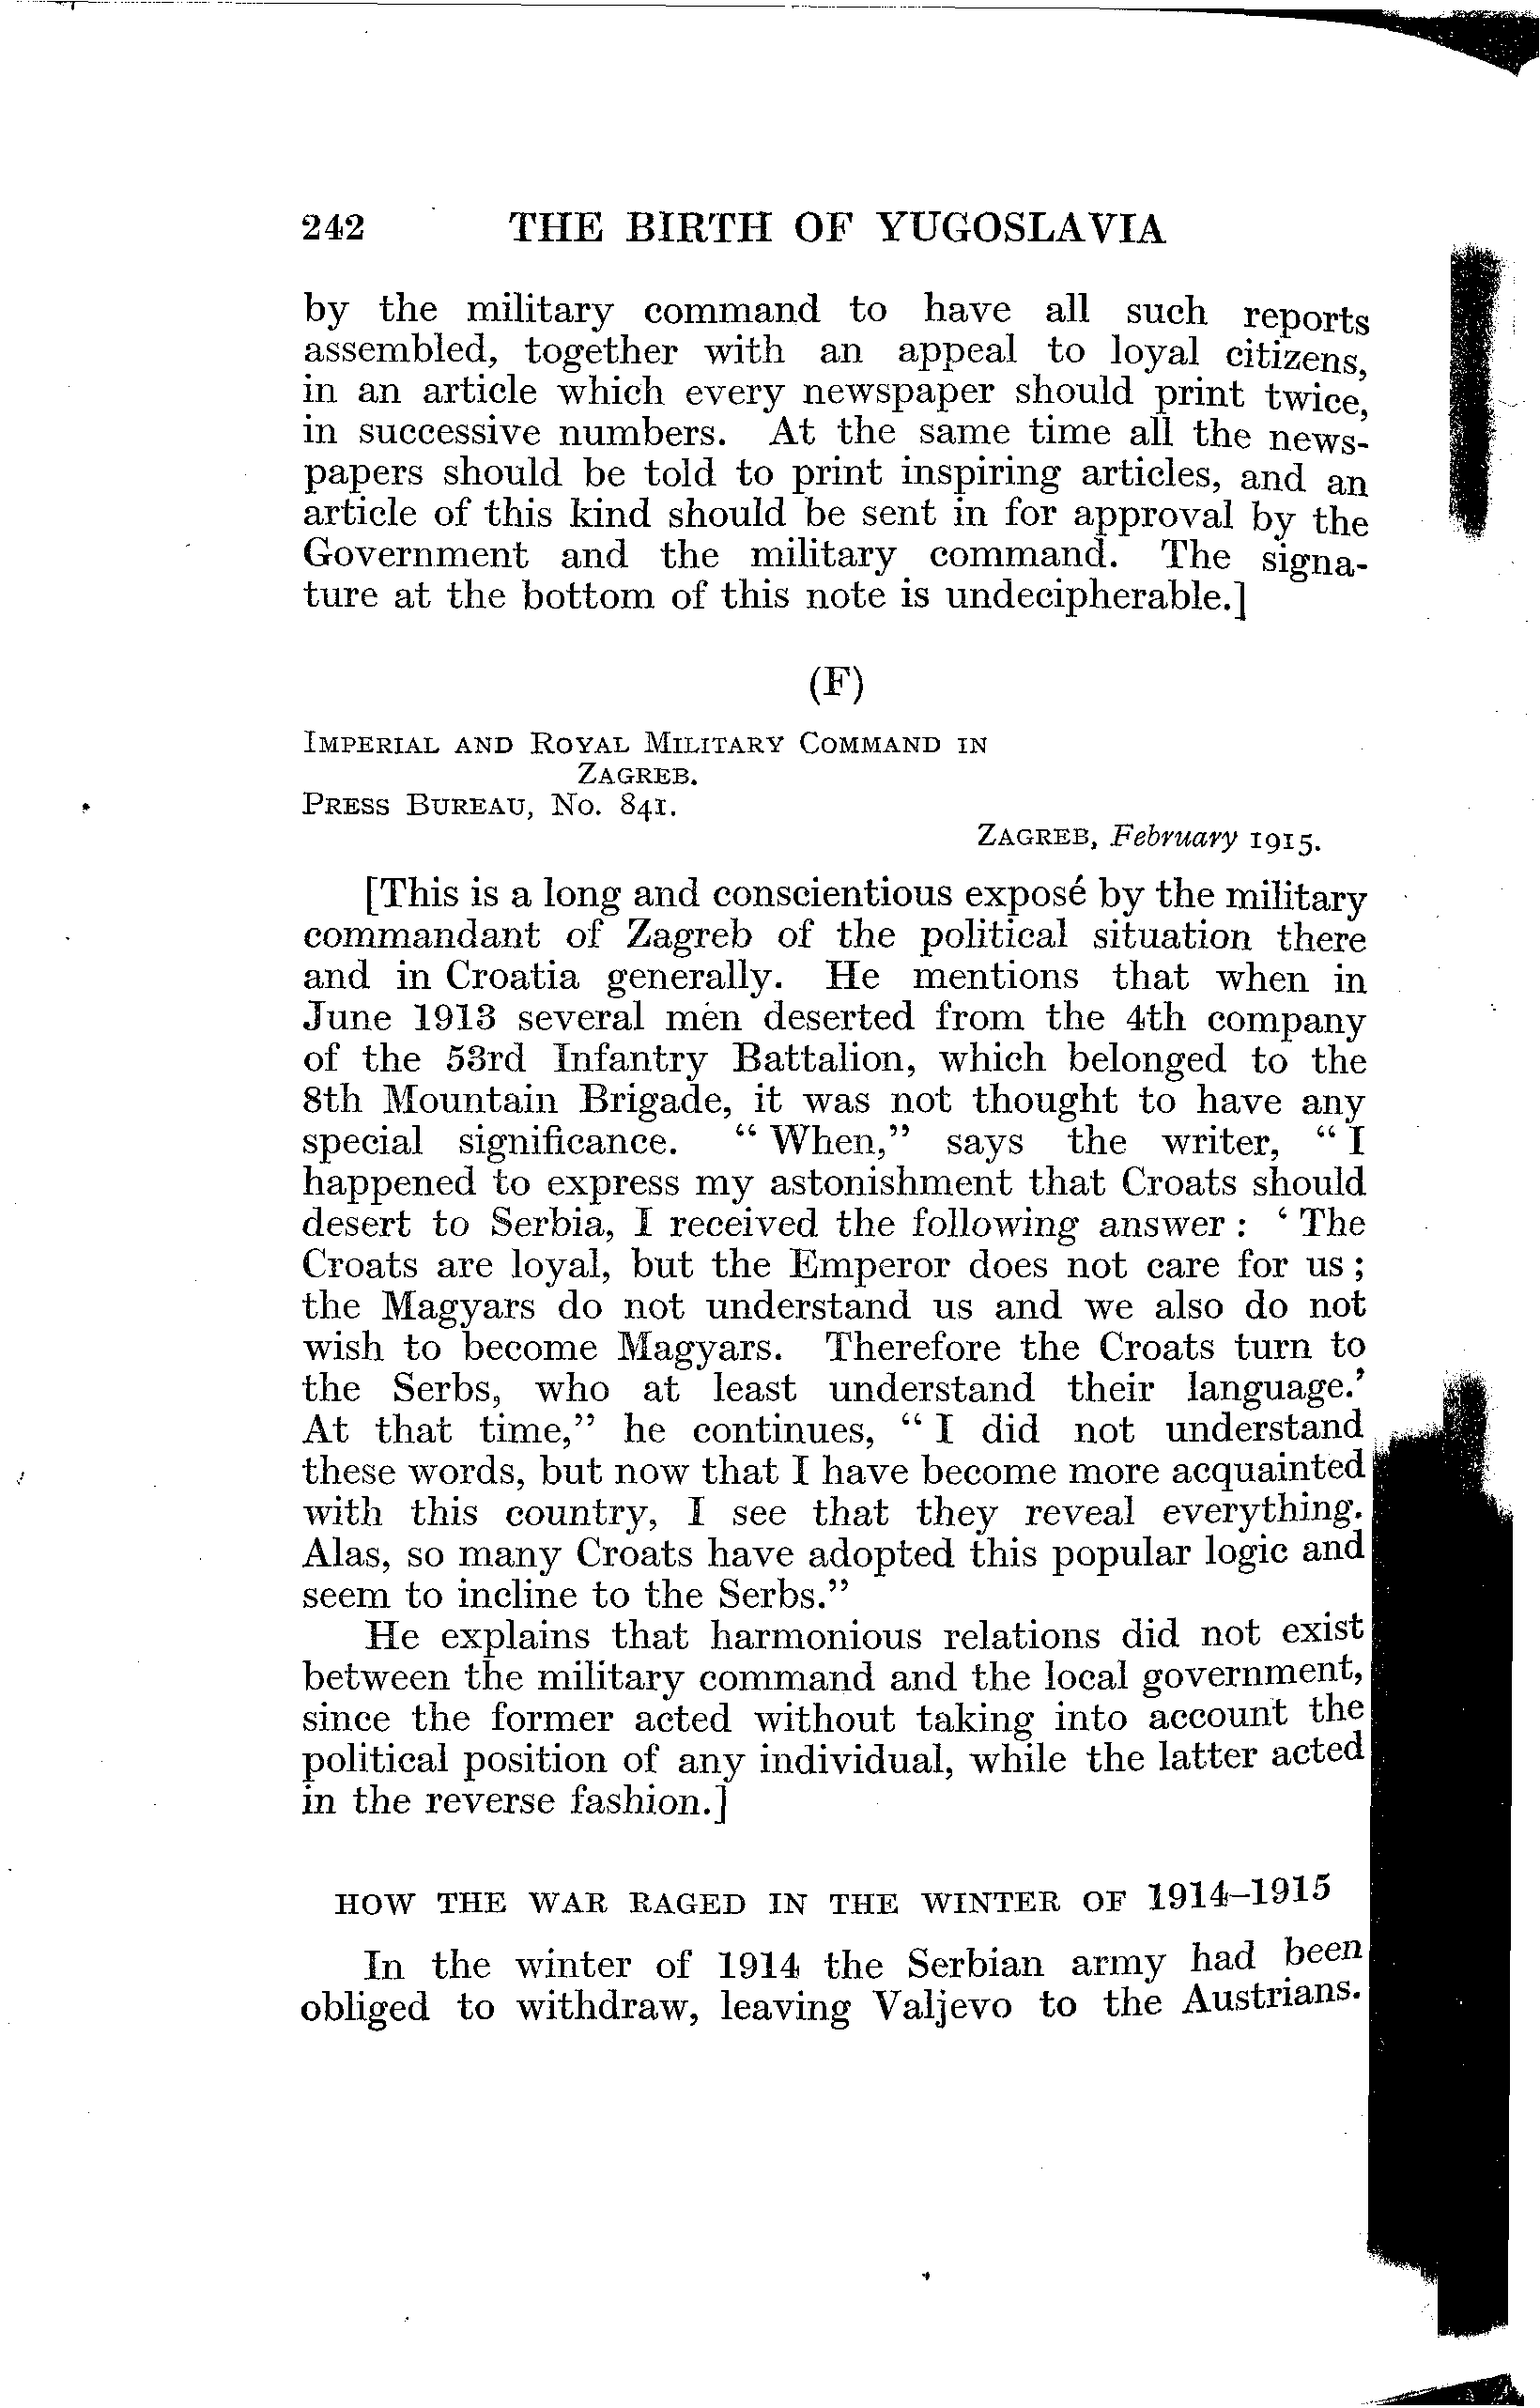 242 THE BIRTH OF YUGOSLAVIA
by the military command to have all such reports
assembled, together with an appeal to loyal citizens,
in an article which every newspaper should print twice,
in successive numbers. At the same time all the news-
papers should be told to print inspiring articles, and an
article of this kind should be sent in for approval by the
Government and the military command. The signa-
ture at the bottom of this note is undecipherable.]
(F)
IMPERIAL AND ROYAL MILITARY COMMAND IN
ZAGREB.
PRESS BUREAU, NO. 841.
ZAGREB, February 1915.
[This is a long and conscientious exposé by the military
commandant of Zagreb of the political situation there
and in Croatia generally. He mentions that when in
June 1913 several men deserted from the 4th company
of the 53rd Infantry Battalion, which belonged to the
8th Mountain Brigade, it was not thought to have any
special significance. “ When,” says the writer, “ I
happened to express my astonishment that Croats should
desert to Serbia, I received the following answer : ‘ The
Croats are loyal, but the Emperor does not care for us ;
the Magyars do not understand us and we also do not
wish to become Magyars. Therefore the Croats turn to
the Serbs, who at least understand their language.’
At that time,” he continues, “ I did not understand
these words, but now that I have become more acquainted
with this country, I see that they reveal everything.
Alas, so many Croats have adopted this popular logic and
seem to incline to the Serbs.”
He explains that harmonious relations did not exist
between the military command and the local government,
since the former acted without taking into account the
political position of any individual, while the latter acted
in the reverse fashion.]
HOW THE WAR RAGED IN THE WINTER OF 1914–1915
In the winter of 1914 the Serbian army had been
obliged to withdraw, leaving Valjevo to the Austrians.